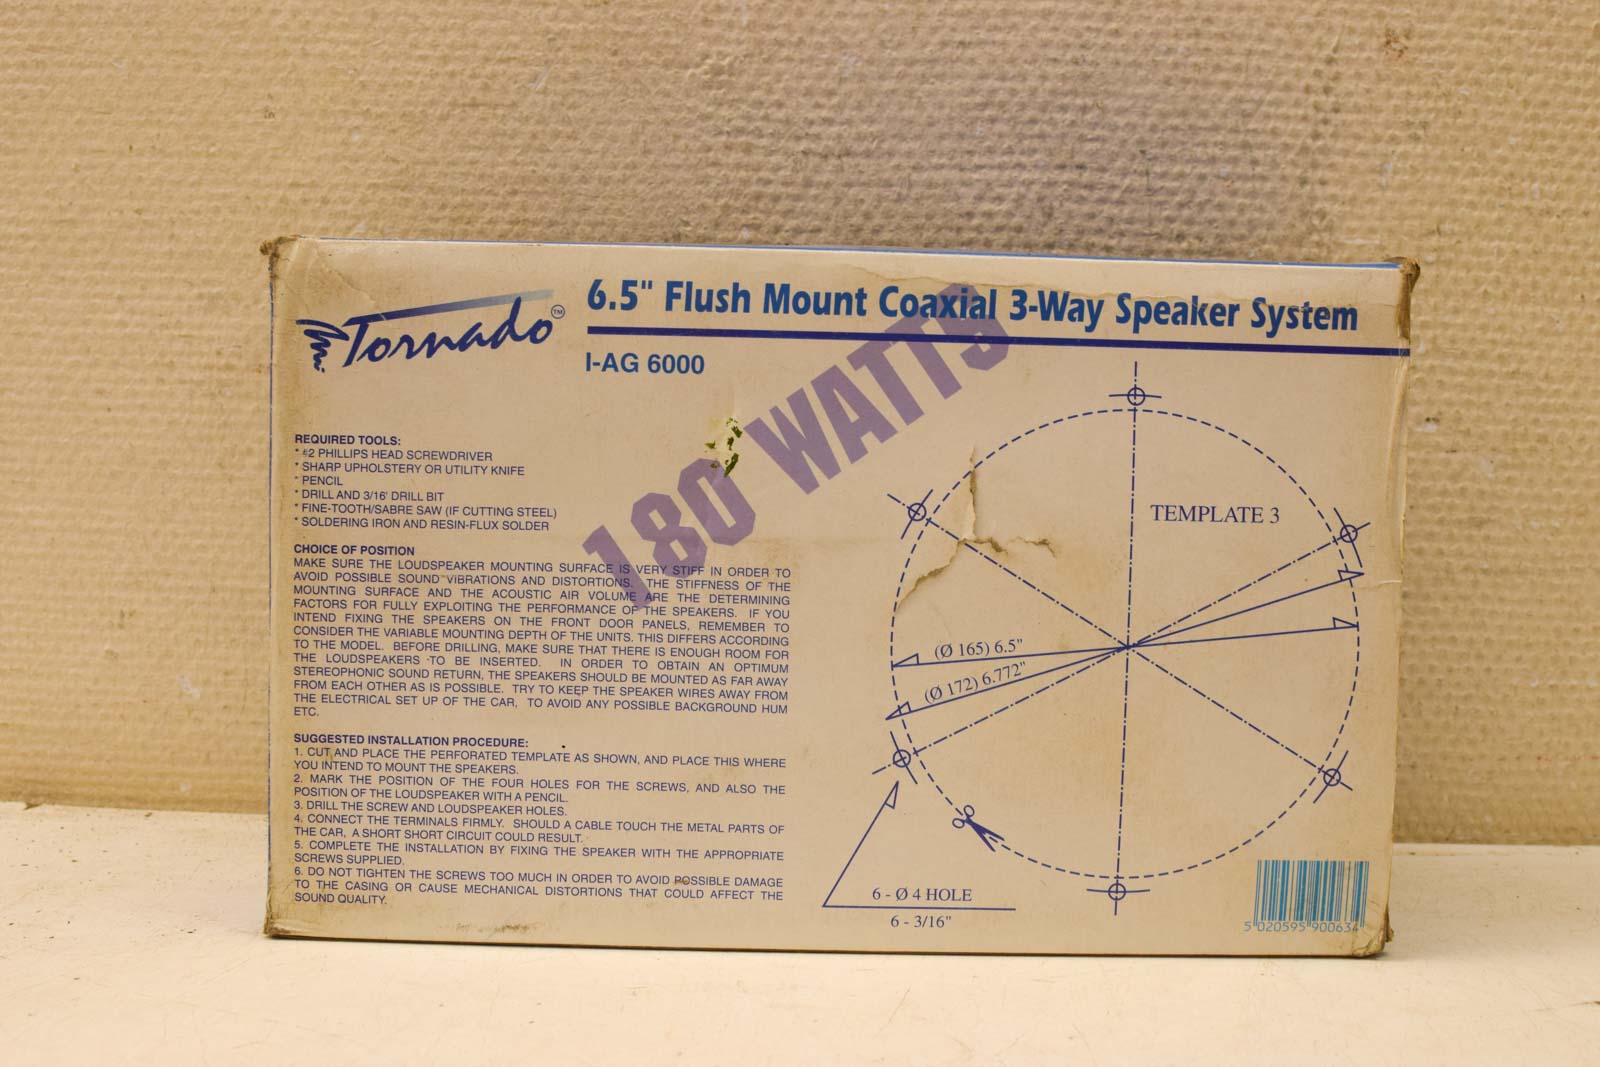 Tornado™
6.5" Flush Mount Coaxial 3-Way Speaker System
I-AG 6000
180 WATTS
REQUIRED TOOLS:
* #2 PHILLIPS HEAD SCREWDRIVER
* SHARP UPHOLSTERY OR UTILITY KNIFE
* PENCIL
* DRILL AND 3/16' DRILL BIT
* FINE-TOOTH/SABRE SAW (IF CUTTING STEEL)
* SOLDERING IRON AND RESIN-FLUX SOLDER
CHOICE OF POSITION
MAKE SURE THE LOUDSPEAKER MOUNTING SURFACE IS VERY STIFF IN ORDER TO
AVOID POSSIBLE SOUND VIBRATIONS AND DISTORTIONS. THE STIFFNESS OF THE
MOUNTING SURFACE AND THE ACOUSTIC AIR VOLUME ARE THE DETERMINING
FACTORS FOR FULLY EXPLOITING THE PERFORMANCE OF THE SPEAKERS. IF YOU
INTEND FIXING THE SPEAKERS ON THE FRONT DOOR PANELS, REMEMBER TO
CONSIDER THE VARIABLE MOUNTING DEPTH OF THE UNITS. THIS DIFFERS ACCORDING
TO THE MODEL. BEFORE DRILLING, MAKE SURE THAT THERE IS ENOUGH ROOM FOR
THE LOUDSPEAKERS TO BE INSERTED. IN ORDER TO OBTAIN AN OPTIMUM
STEREOPHONIC SOUND RETURN, THE SPEAKERS SHOULD BE MOUNTED AS FAR AWAY
FROM EACH OTHER AS IS POSSIBLE. TRY TO KEEP THE SPEAKER WIRES AWAY FROM
THE ELECTRICAL SET UP OF THE CAR, TO AVOID ANY POSSIBLE BACKGROUND HUM
ETC.
SUGGESTED INSTALLATION PROCEDURE:
1. CUT AND PLACE THE PERFORATED TEMPLATE AS SHOWN, AND PLACE THIS WHERE
YOU INTEND TO MOUNT THE SPEAKERS.
2. MARK THE POSITION OF THE FOUR HOLES FOR THE SCREWS, AND ALSO THE
POSITION OF THE LOUDSPEAKER WITH A PENCIL.
3. DRILL THE SCREW AND LOUDSPEAKER HOLES.
4. CONNECT THE TERMINALS FIRMLY. SHOULD A CABLE TOUCH THE METAL PARTS OF
THE CAR, A SHORT SHORT CIRCUIT COULD RESULT.
5. COMPLETE THE INSTALLATION BY FIXING THE SPEAKER WITH THE APPROPRIATE
SCREWS SUPPLIED.
6. DO NOT TIGHTEN THE SCREWS TOO MUCH IN ORDER TO AVOID POSSIBLE DAMAGE
TO THE CASING OR CAUSE MECHANICAL DISTORTIONS THAT COULD AFFECT THE
SOUND QUALITY.
TEMPLATE 3
(Ø 165) 6.5"
(Ø 172) 6.772"
6 - Ø 4 HOLE
6 - 3/16"
5 020595 900634